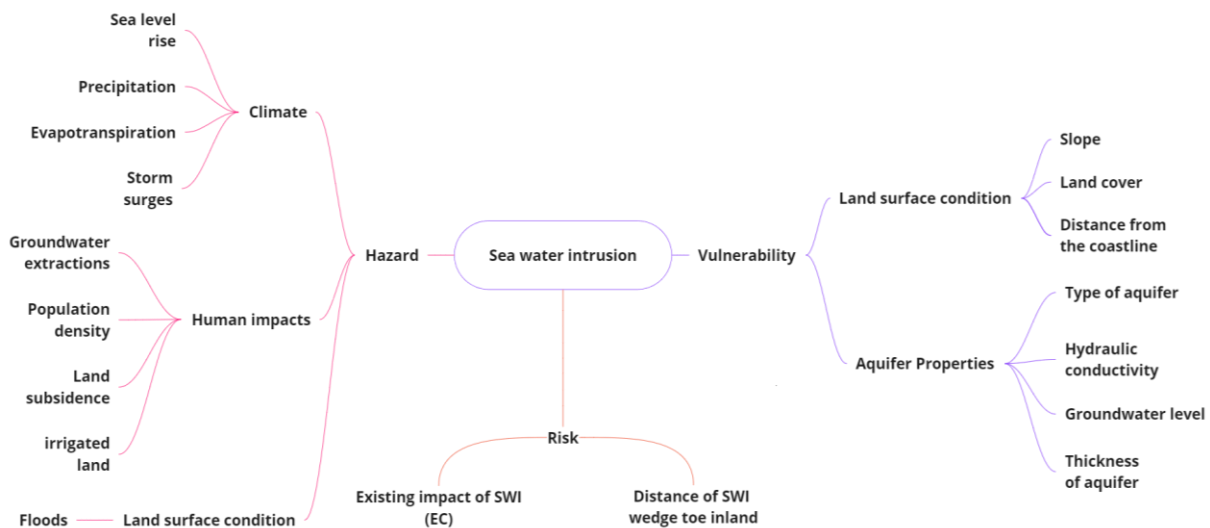 Sea level
rise
Precipitation
Evapotranspiration
Storm
surges
Climate
Groundwater
extractions
Population
density
Land
subsidence
irrigated
land
Human impacts
Floods
Land surface condition
Hazard
Sea water intrusion
Vulnerability
Land surface condition
Slope
Land cover
Distance from
the coastline
Aquifer Properties
Type of aquifer
Hydraulic
conductivity
Groundwater level
Thickness
of aquifer
Risk
Existing impact of SWI
(EC)
Distance of SWI
wedge toe inland